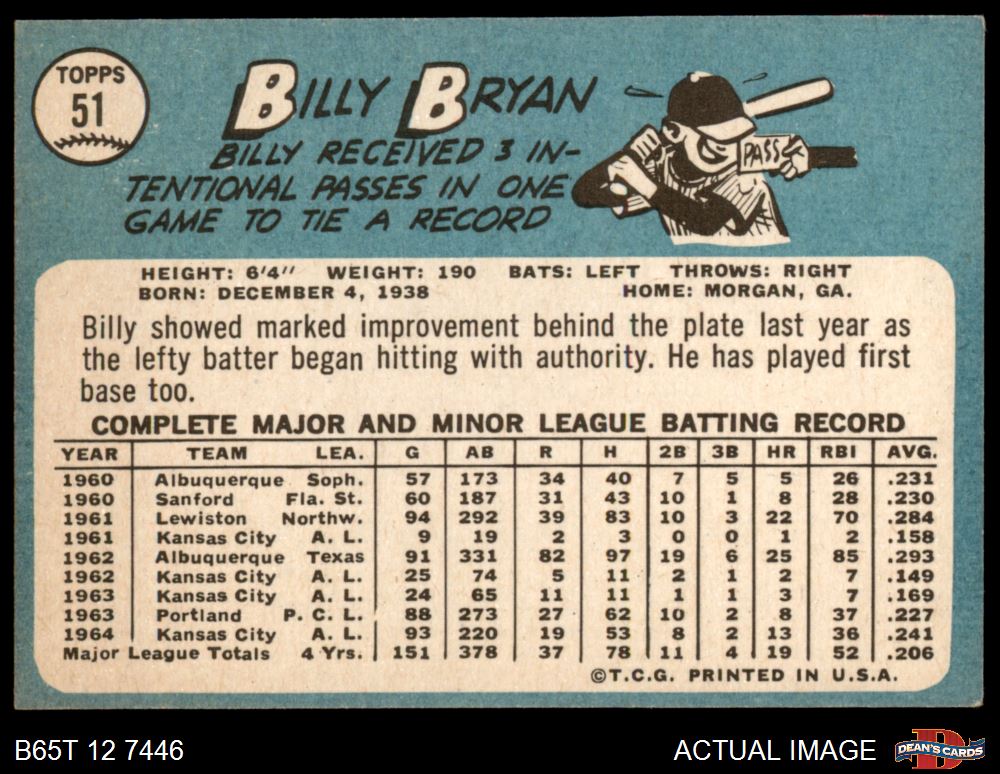 TOPPS
51
BILLY BRYAN
BILLY RECEIVED 3 IN-
TENTIONAL PASSES IN ONE
GAME TO TIE A RECORD
PASS
HEIGHT: 6'4" WEIGHT: 190 BATS: LEFT THROWS: RIGHT
BORN: DECEMBER 4, 1938 HOME: MORGAN, GA.
Billy showed marked improvement behind the plate last year as
the lefty batter began hitting with authority. He has played first
base too.
COMPLETE MAJOR AND MINOR LEAGUE BATTING RECORD
YEAR TEAM LEA. G AB R H 2B 3B HR RBI AVG.
1960 Albuquerque Soph. 57 173 34 40 7 5 5 26 .231
1960 Sanford Fla. St. 60 187 31 43 10 1 8 28 .230
1961 Lewiston Northw. 94 292 39 83 10 3 22 70 .284
1961 Kansas City A. L. 9 19 2 3 0 0 1 2 .158
1962 Albuquerque Texas 91 331 82 97 19 6 25 85 .293
1962 Kansas City A. L. 25 74 5 11 2 1 2 7 .149
1963 Kansas City A. L. 24 65 11 11 1 1 3 7 .169
1963 Portland P. C. L. 88 273 27 62 10 2 8 37 .227
1964 Kansas City A. L. 93 220 19 53 8 2 13 36 .241
Major League Totals 4 Yrs. 151 378 37 78 11 4 19 52 .206
©T.C.G. PRINTED IN U.S.A.
B65T 12 7446 ACTUAL IMAGE D DEAN'S CARDS